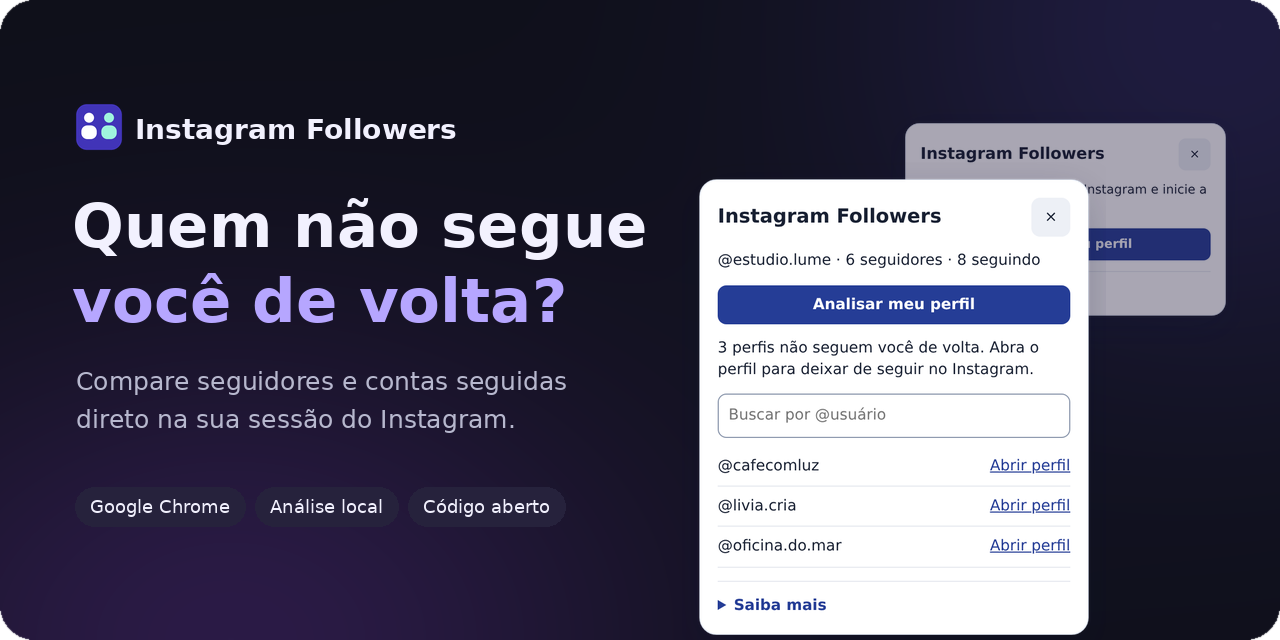 Instagram Followers
Quem não segue
você de volta?
Compare seguidores e contas seguidas
direto na sua sessão do Instagram.
Google Chrome
Análise local
Código aberto
Instagram Followers
×
Instagram e inicie a
perfil
Instagram Followers
×
@estudio.lume · 6 seguidores · 8 seguindo
Analisar meu perfil
3 perfis não seguem você de volta. Abra o
perfil para deixar de seguir no Instagram.
Buscar por @usuário
@cafecomluz Abrir perfil
@livia.cria Abrir perfil
@oficina.do.mar Abrir perfil
▶ Saiba mais